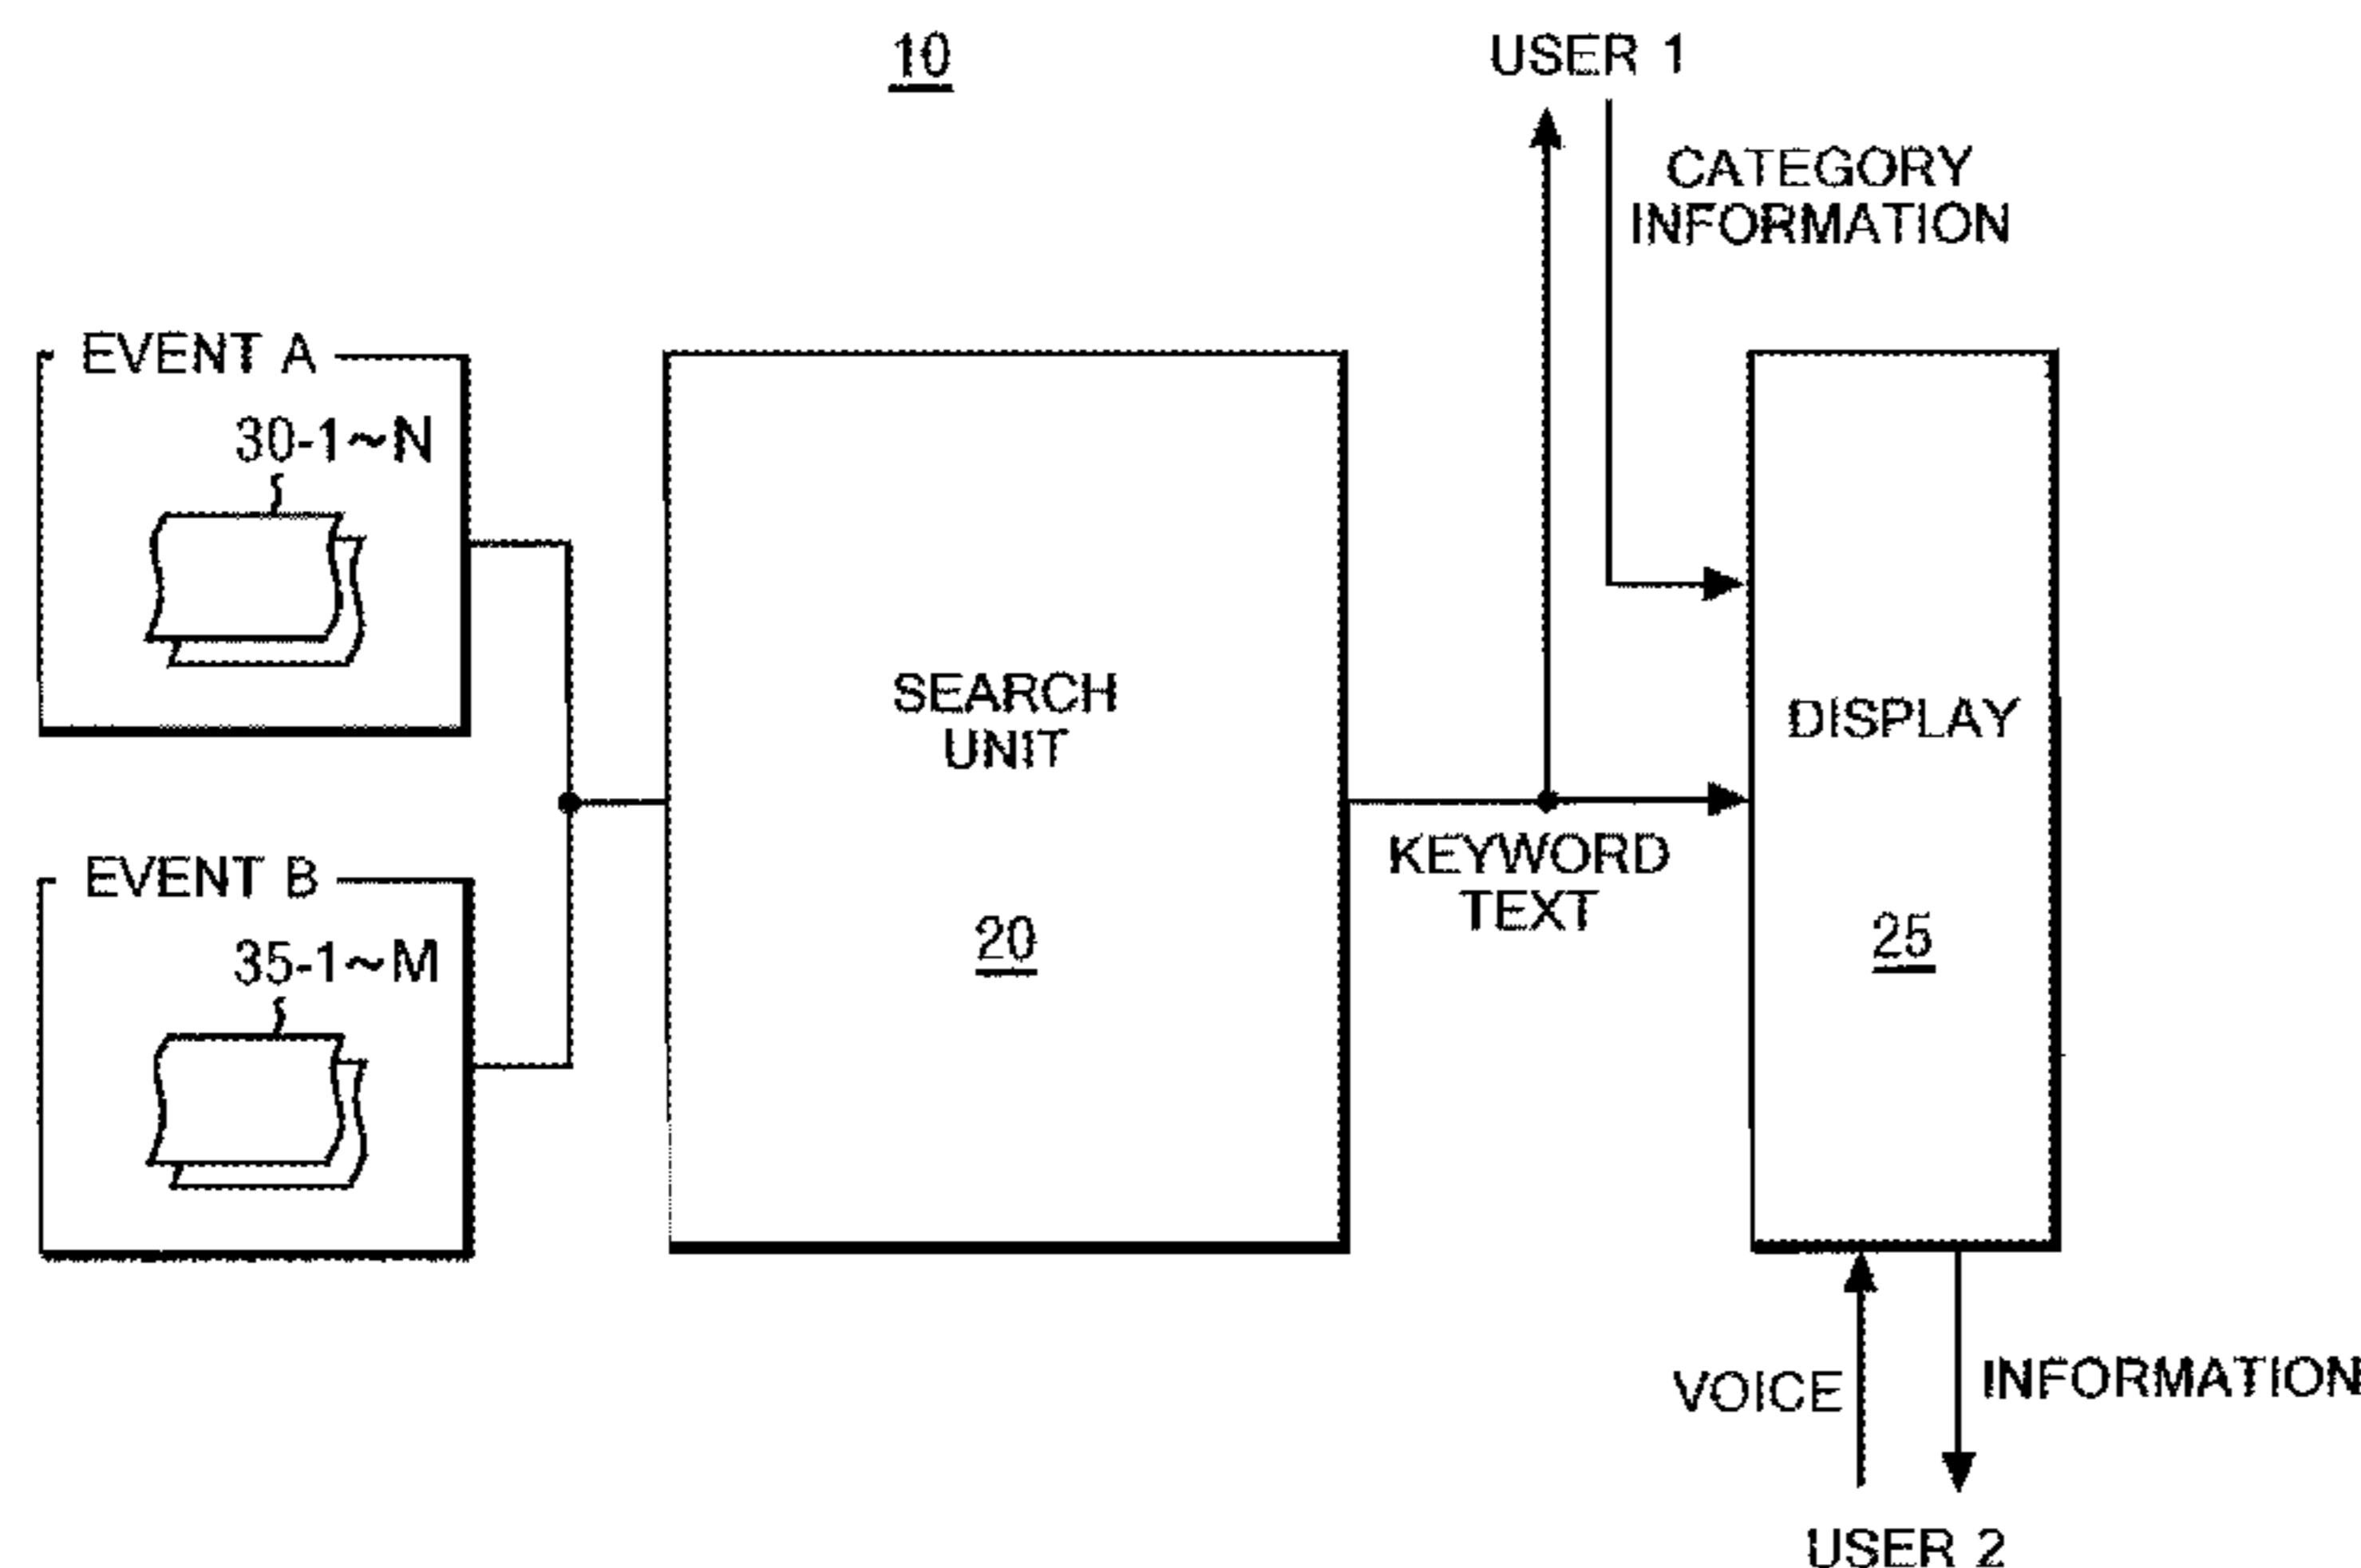 10
USER 1
CATEGORY
INFORMATION
EVENT A
30-1~N
SEARCH
UNIT
20
KEYWORD
TEXT
DISPLAY
25
EVENT B
35-1~M
VOICE
INFORMATION
USER 2